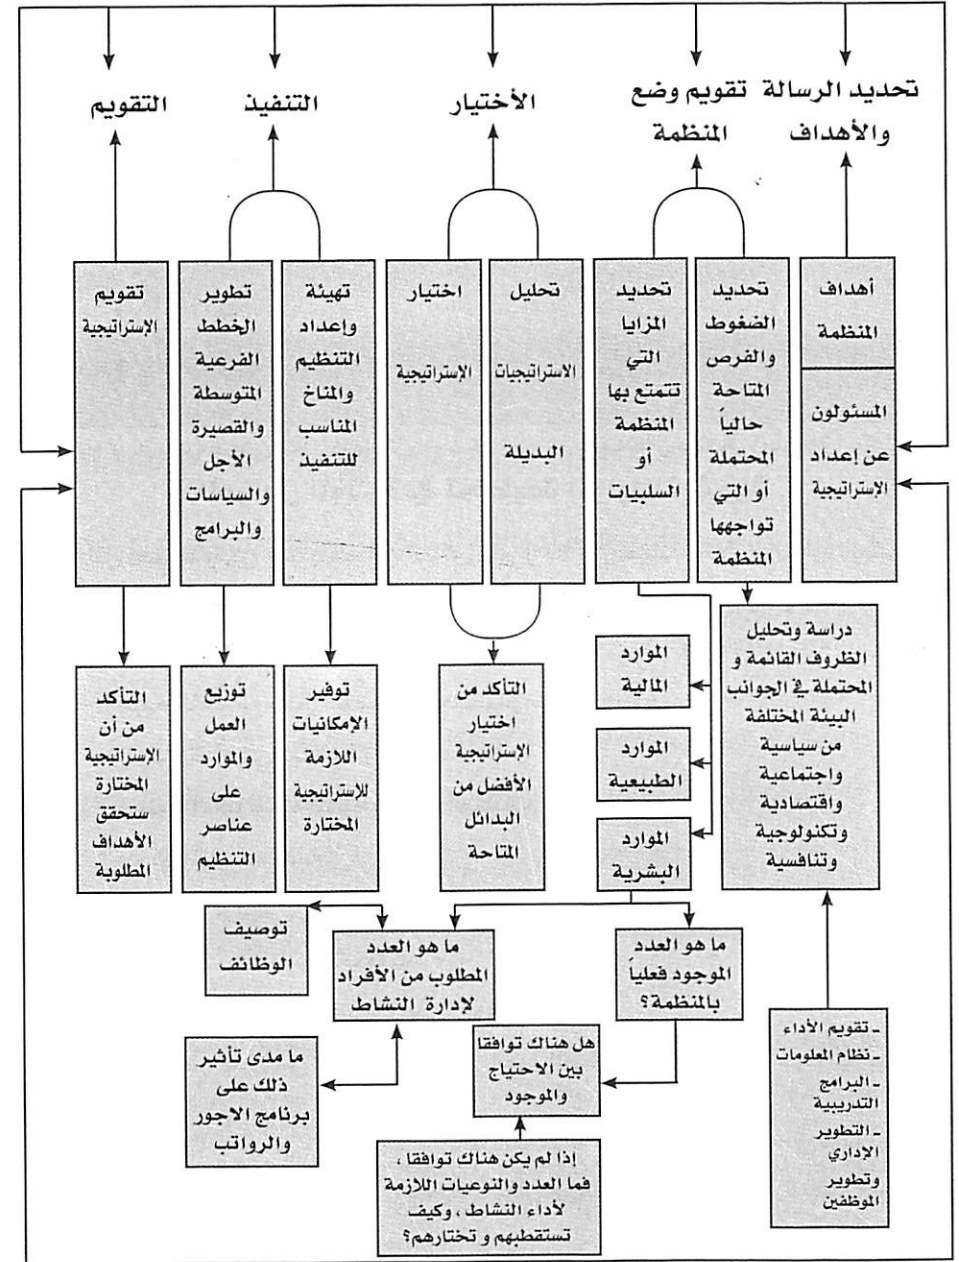 تحديد الرسالة
والأهداف
تقويم وضع
المنظمة
الأختيار
التنفيذ
التقويم
أهداف
المنظمة
المسئولون
عن إعداد
الإستراتيجية
تحديد
الضغوط
والفرص
المتاحة
حالياً
المحتملة
أو التي
تواجهها
المنظمة
تحديد
المزايا
التي
تتمتع بها
المنظمة
أو
السلبيات
تحليل
الاستراتيجيات
البديلة
اختيار
الإستراتيجية
تهيئة
وإعداد
التنظيم
والمناخ
المناسب
للتنفيذ
تطوير
الخطط
الفرعية
المتوسطة
والقصيرة
الأجل
والسياسات
والبرامج
تقويم
الإستراتيجية
دراسة وتحليل
الظروف القائمة و
المحتملة في الجوانب
البيئة المختلفة
من سياسية
واجتماعية
واقتصادية
وتكنولوجية
وتنافسية
الموارد
المالية
الموارد
الطبيعية
الموارد
البشرية
التأكد من
اختيار
الإستراتيجية
الأفضل من
البدائل
المتاحة
توفير
الإمكانيات
اللازمة
للإستراتيجية
المختارة
توزيع
العمل
والموارد
على
عناصر
التنظيم
التأكد
من أن
الإستراتيجية
المختارة
ستحقق
الأهداف
المطلوبة
ما هو العدد
الموجود فعلياً
بالمنظمة؟
ما هو العدد
المطلوب من الأفراد
لإدارة النشاط
توصيف
الوظائف
هل هناك توافقا
بين الاحتياج
والموجود
ما مدى تأثير
ذلك على
برنامج الاجور
والرواتب
إذا لم يكن هناك توافقا ،
فما العدد والنوعيات اللازمة
لأداء النشاط ، وكيف
تستقطبهم و تختارهم؟
ـ تقويم الأداء
ـ نظام المعلومات
ـ البرامج
التدريبية
ـ التطوير
الإداري
وتطوير
الموظفين